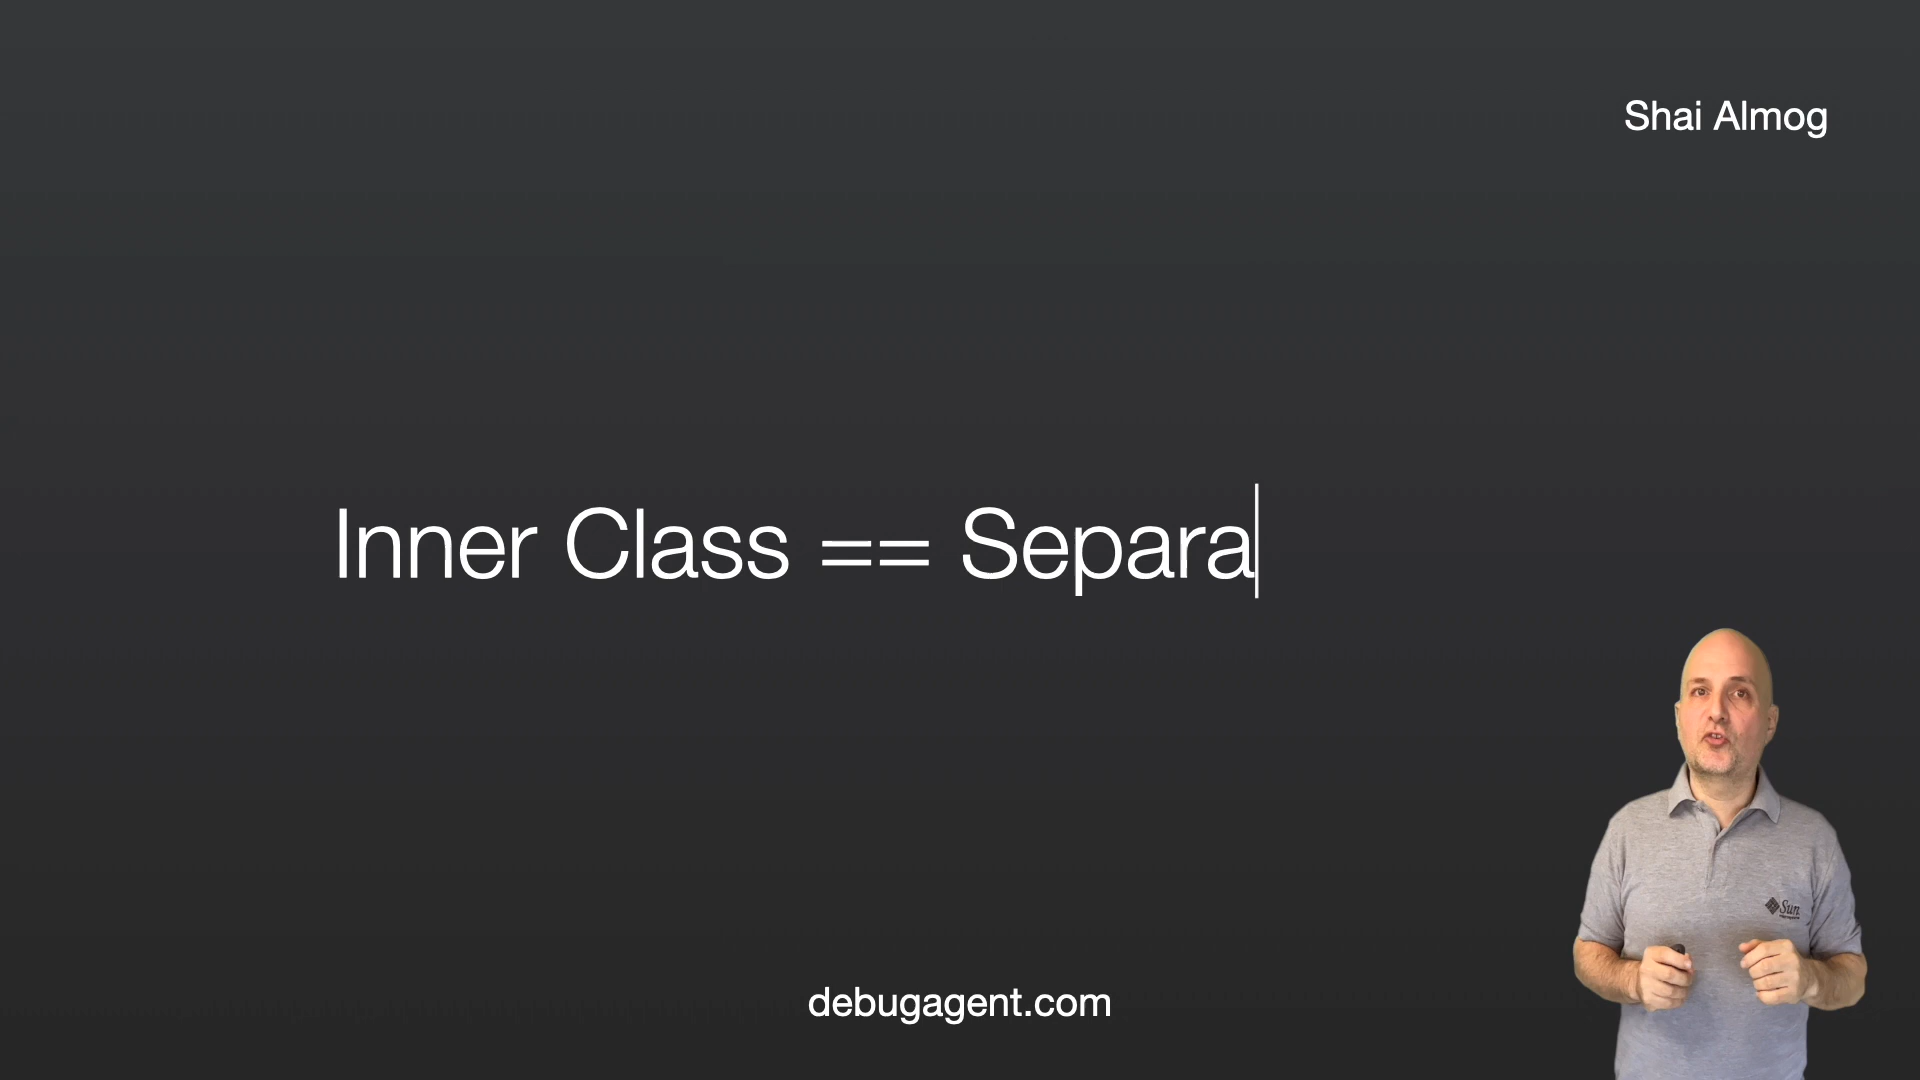 Shai Almog
Inner Class == Separa
Sun
debugagent.com